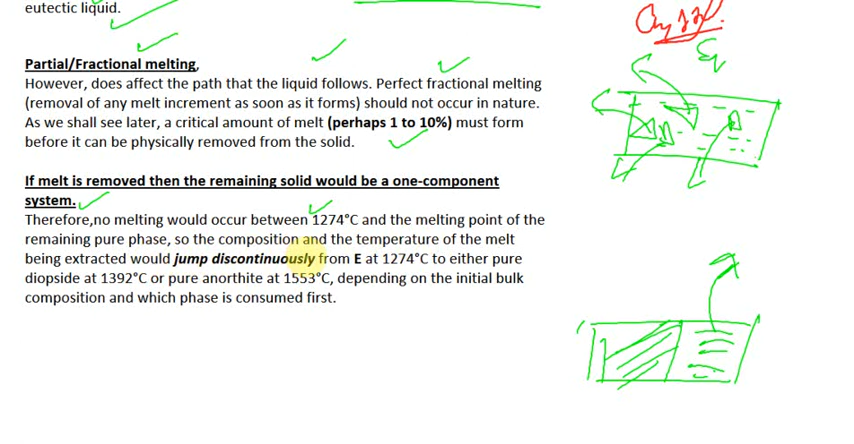 eutectic liquid.
Partial/Fractional melting,
However, does affect the path that the liquid follows. Perfect fractional melting
(removal of any melt increment as soon as it forms) should not occur in nature.
As we shall see later, a critical amount of melt (perhaps 1 to 10%) must form
before it can be physically removed from the solid.
If melt is removed then the remaining solid would be a one-component
system.
Therefore,no melting would occur between 1274°C and the melting point of the
remaining pure phase, so the composition and the temperature of the melt
being extracted would jump discontinuously from E at 1274°C to either pure
diopside at 1392°C or pure anorthite at 1553°C, depending on the initial bulk
composition and which phase is consumed first.